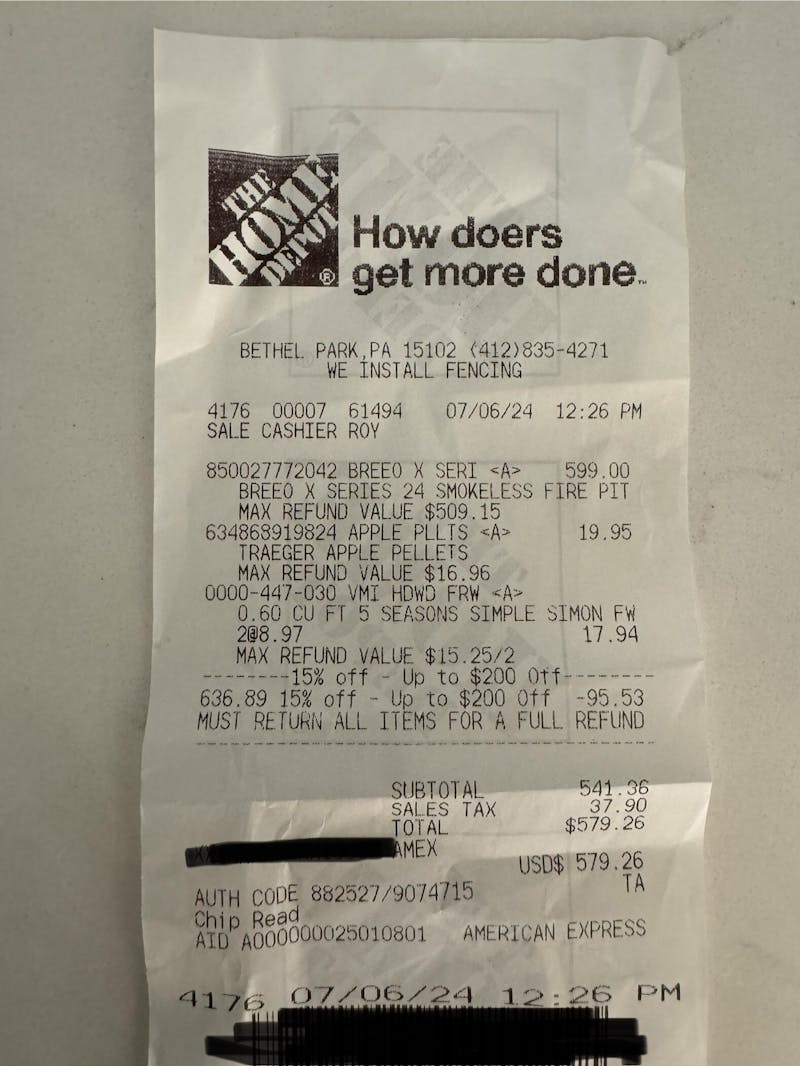 THE
HOME
DEPOT
®
How doers
get more done.™
BETHEL PARK,PA 15102 (412)835-4271
WE INSTALL FENCING
4176 00007 61494 07/06/24 12:26 PM
SALE CASHIER ROY
850027772042 BREEO X SERI <A> 599.00
BREEO X SERIES 24 SMOKELESS FIRE PIT
MAX REFUND VALUE $509.15
634868919824 APPLE PLLTS <A> 19.95
TRAEGER APPLE PELLETS
MAX REFUND VALUE $16.96
0000-447-030 VMI HDWD FRW <A>
0.60 CU FT 5 SEASONS SIMPLE SIMON FW
2@8.97 17.94
MAX REFUND VALUE $15.25/2
--------15% off - Up to $200 Off--------
636.89 15% off - Up to $200 Off -95.53
MUST RETURN ALL ITEMS FOR A FULL REFUND
SUBTOTAL 541.36
SALES TAX 37.90
TOTAL $579.26
AMEX
USD$ 579.26
TA
AUTH CODE 882527/9074715
Chip Read
AID A000000025010801 AMERICAN EXPRESS
4176 07/06/24 12:26 PM